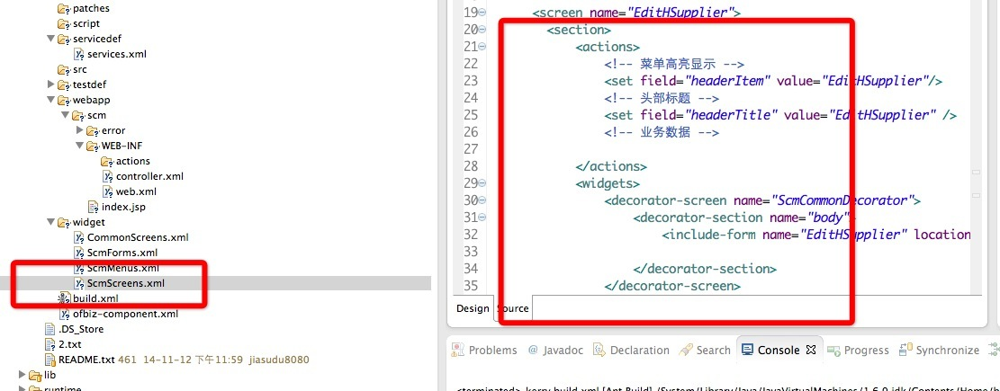 patches
script
servicedef
services.xml
src
testdef
webapp
scm
error
WEB-INF
actions
controller.xml
web.xml
index.jsp
widget
CommonScreens.xml
ScmForms.xml
ScmMenus.xml
ScmScreens.xml
build.xml
ofbiz-component.xml
.DS_Store
2.txt
README.txt 461 14-11-12 下午11:59 jiasudu8080
lib
runtime
19 <screen name="EditHSupplier">
20 <section>
21 <actions>
22 <!-- 菜单高亮显示 -->
23 <set field="headerItem" value="EditHSupplier"/>
24 <!-- 头部标题 -->
25 <set field="headerTitle" value="EditHSupplier" />
26 <!-- 业务数据 -->
27
28 </actions>
29 <widgets>
30 <decorator-screen name="ScmCommonDecorator">
31 <decorator-section name="body">
32 <include-form name="EditHSupplier" location
33
34 </decorator-section>
35 </decorator-screen>
Design Source
Problems @ Javadoc Declaration Search Console Progress Synchronize
<terminated> kerry build.xml [Ant Build] /System/Library/Java/JavaVirtualMachines/1.6.0.jdk/Contents/Home/b